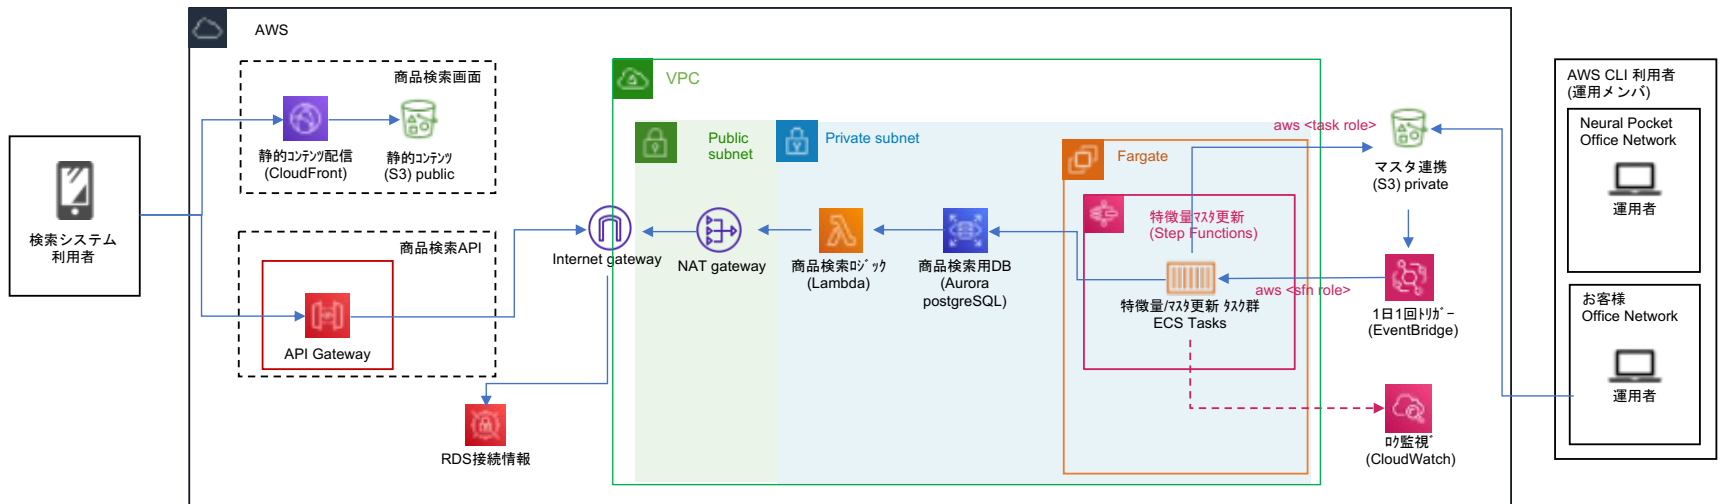 AWS
商品検索画面
静的ｺﾝﾃﾝﾂ配信
(CloudFront)
静的ｺﾝﾃﾝﾂ
(S3) public
検索システム
利用者
商品検索API
API Gateway
RDS接続情報
VPC
Internet gateway
Public
subnet
NAT gateway
Private subnet
商品検索ﾛｼﾞｯｸ
(Lambda)
商品検索用DB
(Aurora
postgreSQL)
Fargate
特徴量ﾏｽﾀ更新
(Step Functions)
特徴量/ﾏｽﾀ更新 ﾀｽｸ群
ECS Tasks
aws <task role>
aws <sfn role>
マスタ連携
(S3) private
1日1回ﾄﾘｶﾞｰ
(EventBridge)
ﾛｸ監視ﾞ
(CloudWatch)
AWS CLI 利用者
(運用メンバ)
Neural Pocket
Office Network
運用者
お客様
Office Network
運用者